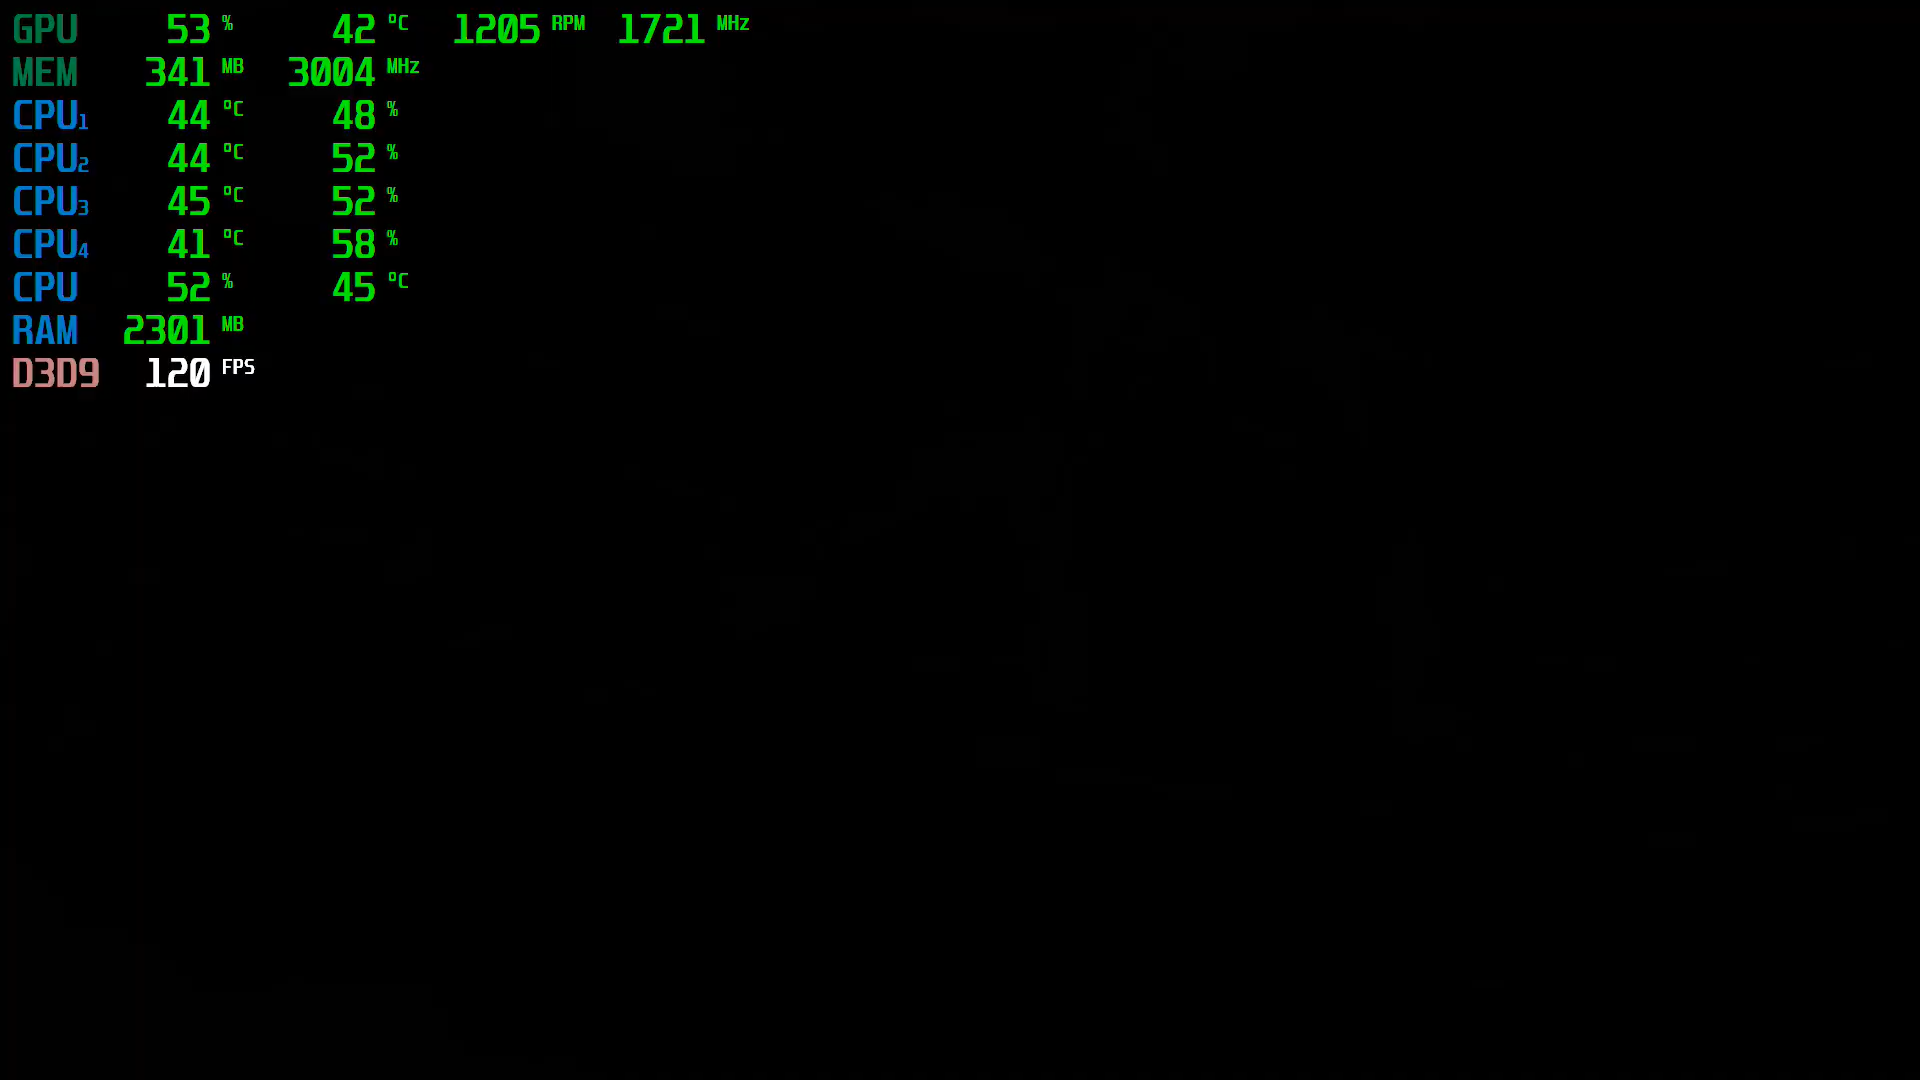 GPU 53 % 42 °C 1205 RPM 1721 MHz
MEM 341 MB 3004 MHz
CPU1 44 °C 48 %
CPU2 44 °C 52 %
CPU3 45 °C 52 %
CPU4 41 °C 58 %
CPU 52 % 45 °C
RAM 2301 MB
D3D9 120 FPS